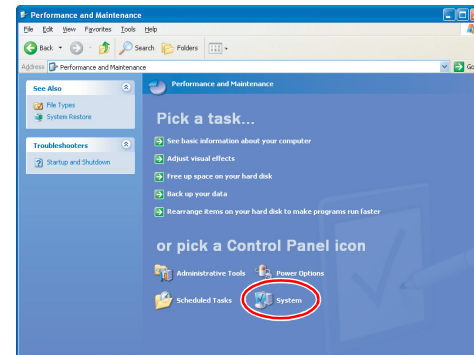 Performance and Maintenance
File Edit View Favorites Tools Help
Back Search Folders
Address Performance and Maintenance Go
See Also
File Types
System Restore
Troubleshooters
Startup and Shutdown
Performance and Maintenance
Pick a task...
See basic information about your computer
Adjust visual effects
Free up space on your hard disk
Back up your data
Rearrange items on your hard disk to make programs run faster
or pick a Control Panel icon
Administrative Tools Power Options
Scheduled Tasks System